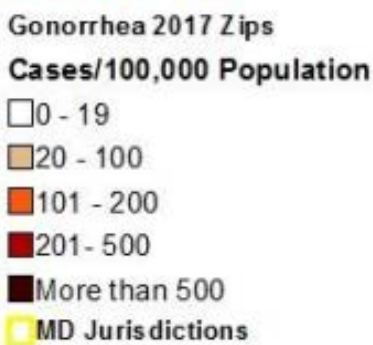 Gonorrhea 2017 Zips
Cases/100,000 Population
0 - 19
20 - 100
101 - 200
201- 500
More than 500
MD Jurisdictions